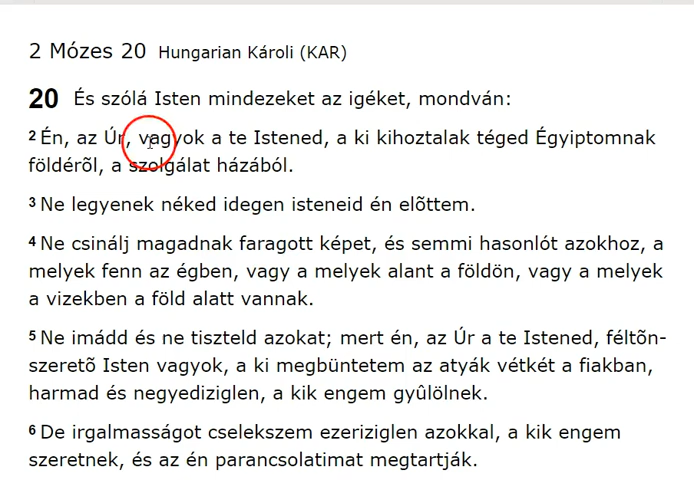 2 Mózes 20 Hungarian Károli (KAR)
20 És szólá Isten mindezeket az igéket, mondván:
2 Én, az Úr, vagyok a te Istened, a ki kihoztalak téged Égyiptomnak
földérõl, a szolgálat házából.
3 Ne legyenek néked idegen isteneid én elõttem.
4 Ne csinálj magadnak faragott képet, és semmi hasonlót azokhoz, a
melyek fenn az égben, vagy a melyek alant a földön, vagy a melyek
a vizekben a föld alatt vannak.
5 Ne imádd és ne tiszteld azokat; mert én, az Úr a te Istened, féltõn-
szeretõ Isten vagyok, a ki megbüntetem az atyák vétkét a fiakban,
harmad és negyediziglen, a kik engem gyûlölnek.
6 De irgalmasságot cselekszem ezeriziglen azokkal, a kik engem
szeretnek, és az én parancsolatimat megtartják.